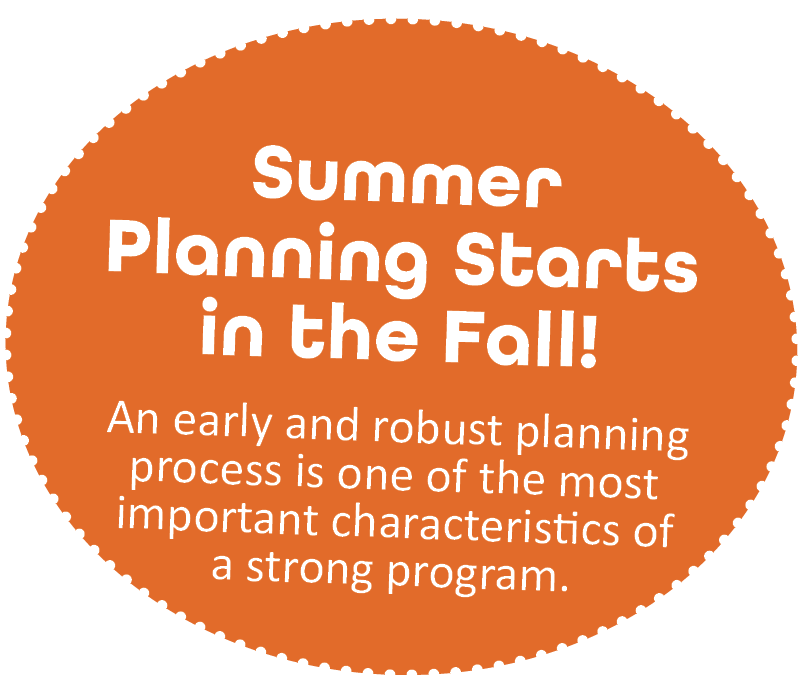 Summer
Planning Starts
in the Fall!
An early and robust planning
process is one of the most
important characteristics of
a strong program.